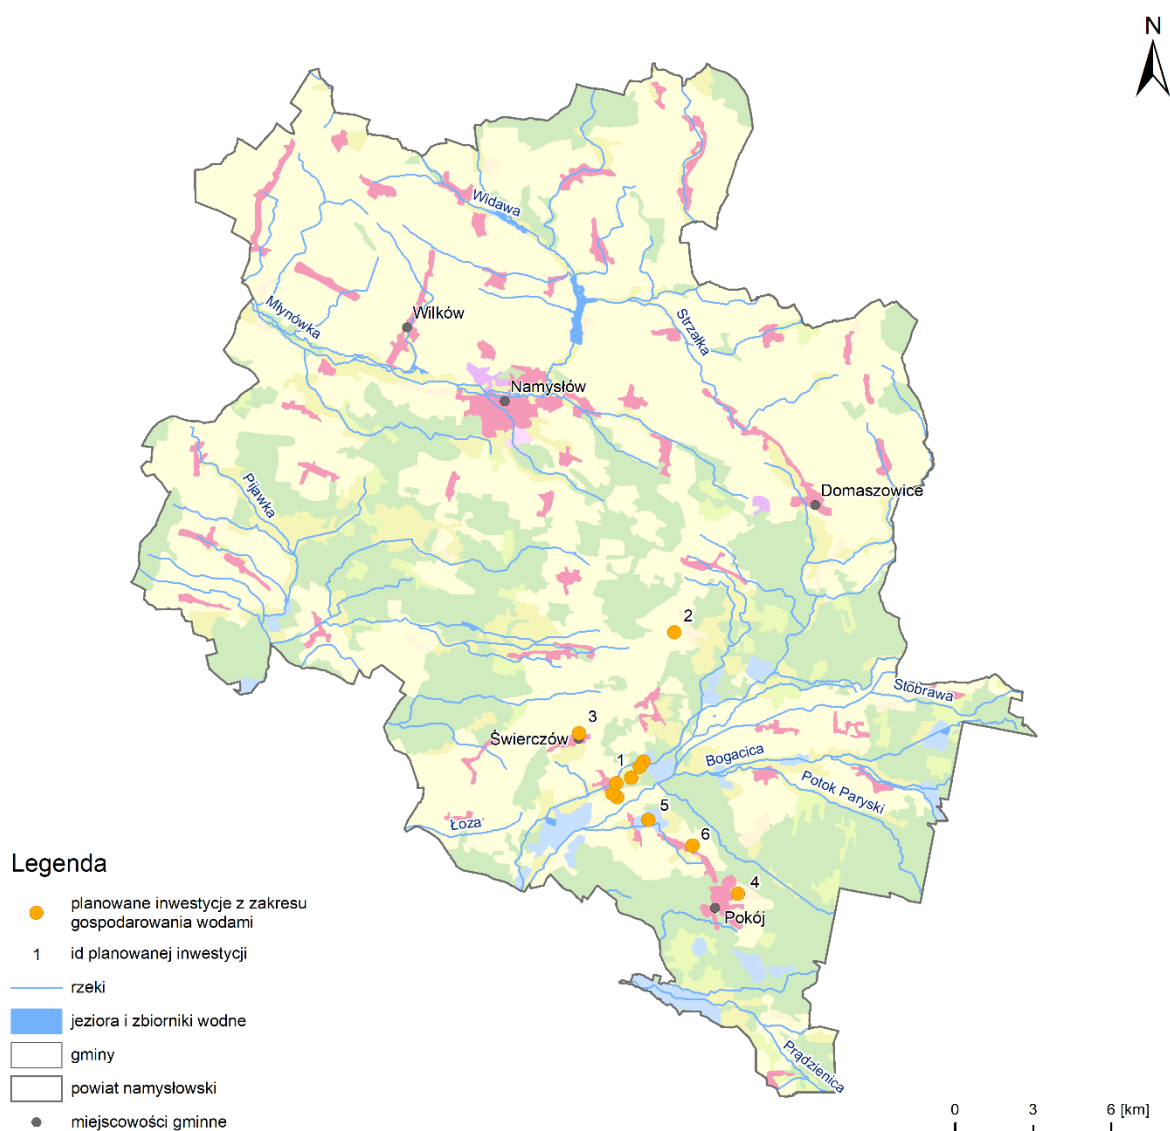 N
Widawa
Młynówka
Wilków
Strzałka
Namysłów
Pijawka
Domaszowice
2
Stobrawa
3
Świerczów
1
Bogacica
Potok Paryski
5
Łoza
6
4
Pokój
Prądzienica
Legenda
planowane inwestycje z zakresu
gospodarowania wodami
1 id planowanej inwestycji
rzeki
jeziora i zbiorniki wodne
gminy
powiat namysłowski
miejscowości gminne
0 3 6 [km]